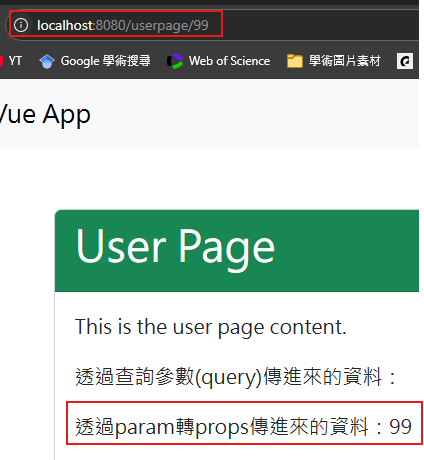 localhost:8080/userpage/99
YT Google 學術搜尋 Web of Science 學術圖片素材
Vue App
User Page
This is the user page content.
透過查詢參數(query)傳進來的資料：
透過param轉props傳進來的資料：99